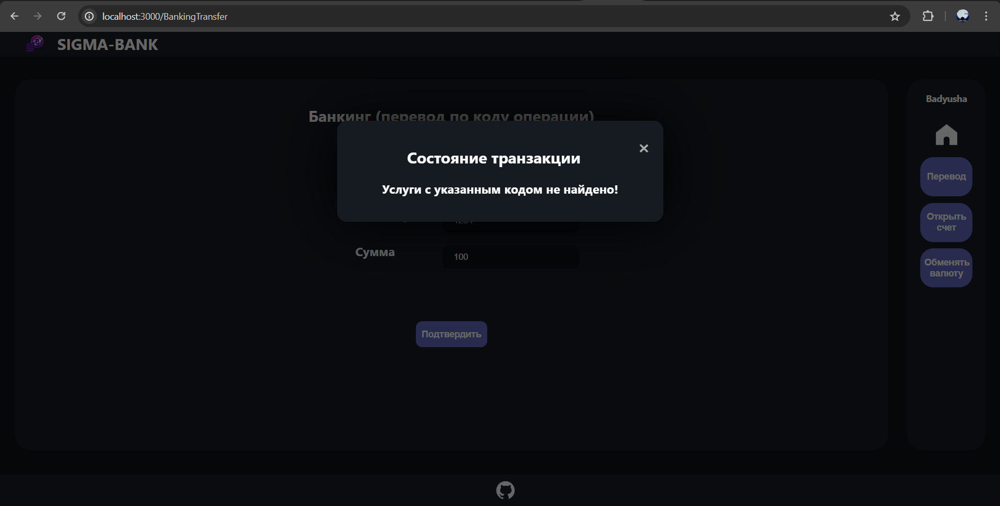 localhost:3000/BankingTransfer
SIGMA-BANK
Badyusha
Банкинг (перевод по коду операции)
Состояние транзакции
Услуги с указанным кодом не найдено!
Сумма
100
Подтвердить
Перевод
Открыть
счет
Обменять
валюту